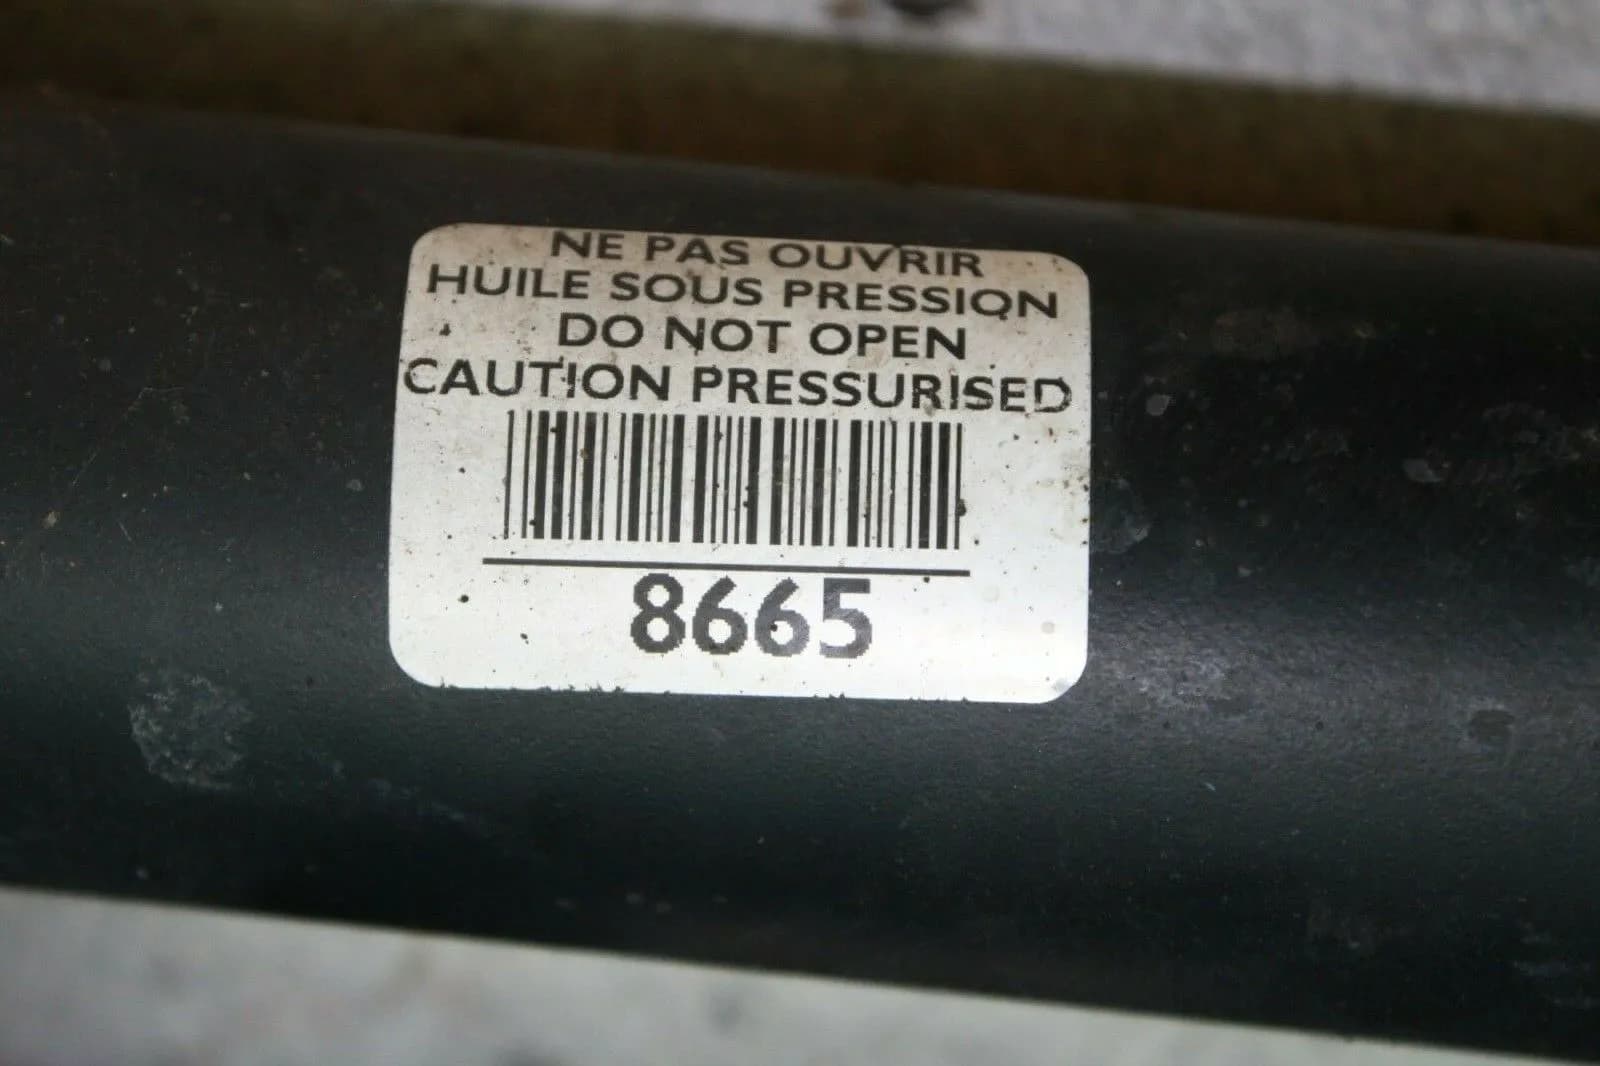 NE PAS OUVRIR
HUILE SOUS PRESSION
DO NOT OPEN
CAUTION PRESSURISED
8665